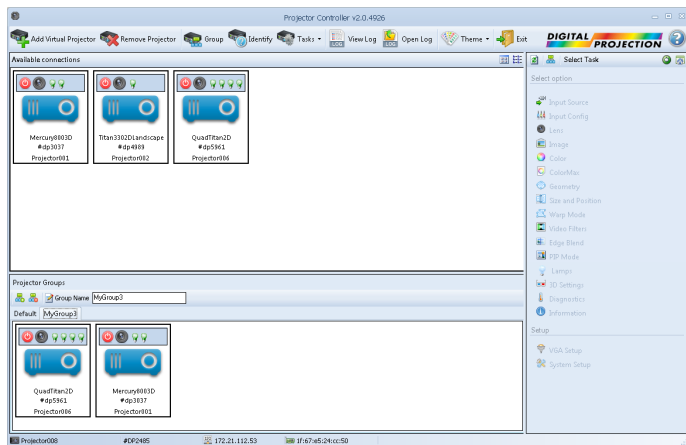 Projector Controller v2.0.4926
Add Virtual Projector Remove Projector Group Identify Tasks LOG View Log LOG Open Log Theme Exit DIGITAL PROJECTION
Available connections
Mercury8003D
#dp3037
Projector001
Titan3302DLandscape
#dp4989
Projector002
QuadTitan2D
#dp5961
Projector006
Projector Groups
Group Name MyGroup3
Default MyGroup3
QuadTitan2D
#dp5961
Projector006
Mercury8003D
#dp3037
Projector001
Select Task
Select option
Input Source
Input Config
Lens
Image
Color
ColorMax
Geometry
Size and Position
Warp Mode
Video Filters
Edge Blend
PIP Mode
Lamps
3D Settings
Diagnostics
Information
Setup
VGA Setup
System Setup
Projector008 #DP2485 172.21.112.53 1f:67:e5:24:cc:50